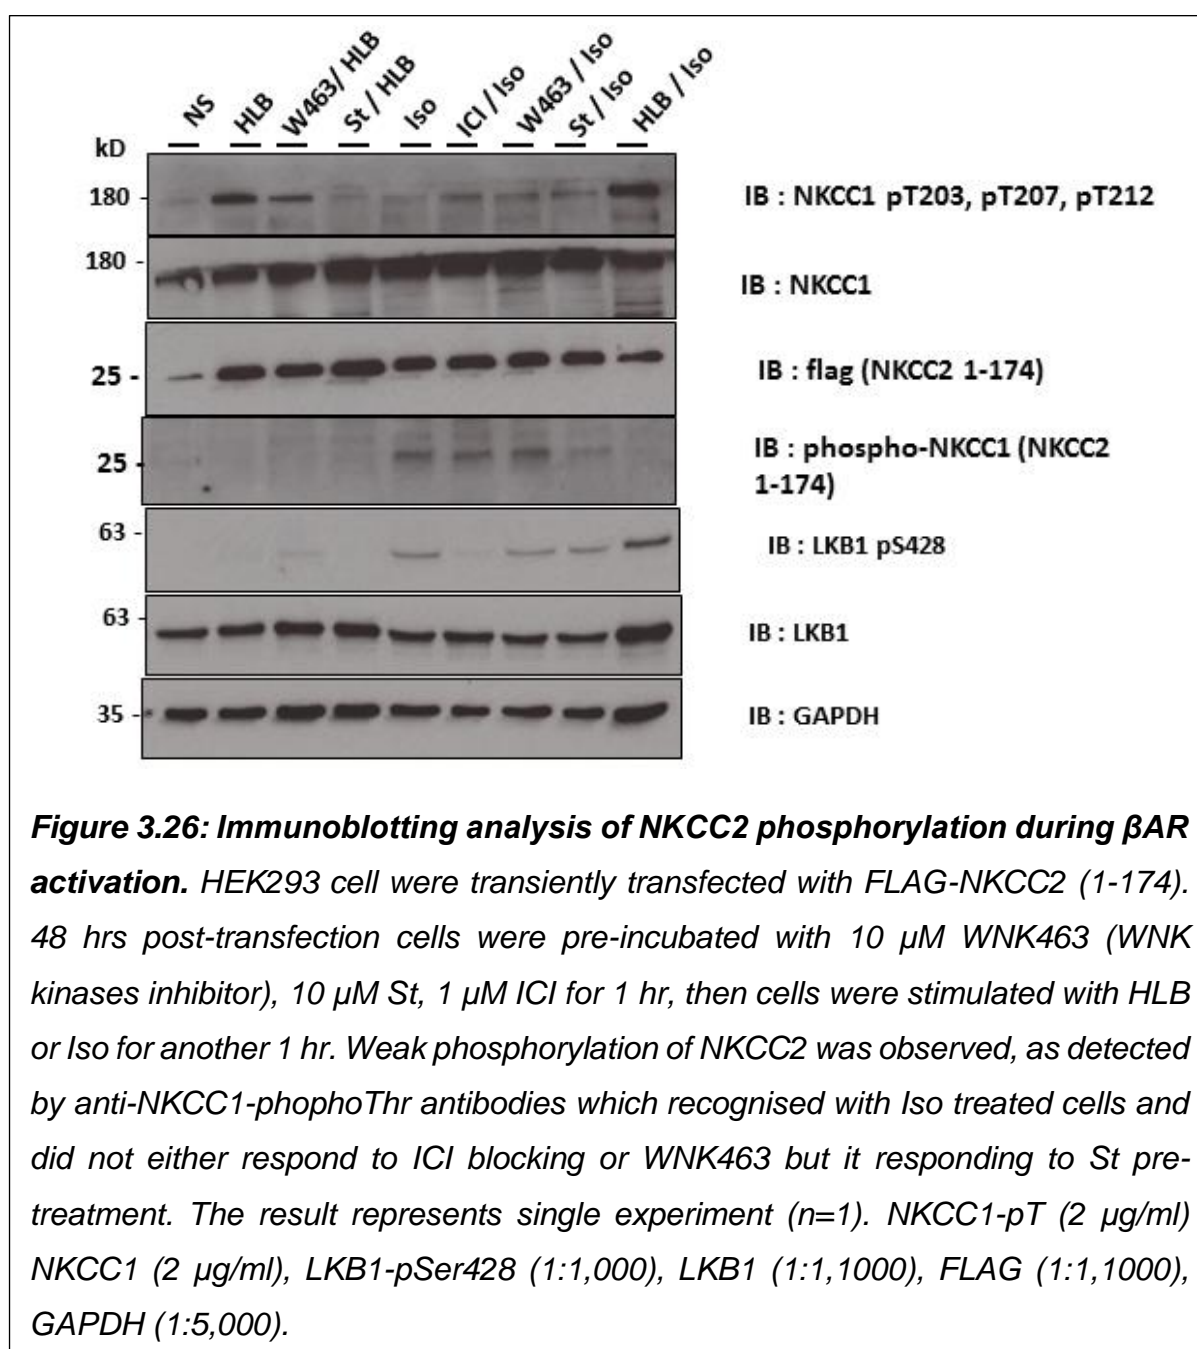 NS
HLB
W463/ HLB
St / HLB
Iso
ICI / Iso
W463 / Iso
St / Iso
HLB / Iso
kD
180 -
IB : NKCC1 pT203, pT207, pT212
180 -
IB : NKCC1
25 -
IB : flag (NKCC2 1-174)
25 -
IB : phospho-NKCC1 (NKCC2
1-174)
63 -
IB : LKB1 pS428
63 -
IB : LKB1
35 -
IB : GAPDH
Figure 3.26: Immunoblotting analysis of NKCC2 phosphorylation during βAR
activation. HEK293 cell were transiently transfected with FLAG-NKCC2 (1-174).
48 hrs post-transfection cells were pre-incubated with 10 µM WNK463 (WNK
kinases inhibitor), 10 µM St, 1 µM ICI for 1 hr, then cells were stimulated with HLB
or Iso for another 1 hr. Weak phosphorylation of NKCC2 was observed, as detected
by anti-NKCC1-phophoThr antibodies which recognised with Iso treated cells and
did not either respond to ICI blocking or WNK463 but it responding to St pre-
treatment. The result represents single experiment (n=1). NKCC1-pT (2 µg/ml)
NKCC1 (2 µg/ml), LKB1-pSer428 (1:1,000), LKB1 (1:1,1000), FLAG (1:1,1000),
GAPDH (1:5,000).